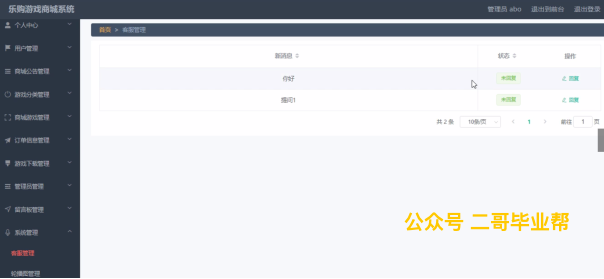 乐购游戏商城系统
管理员 abo 退出到前台 退出登录
个人中心
首页 > 客服管理
用户管理
新消息 状态 操作
商城公告管理
你好 未回复 回复
游戏分类管理
提问1 未回复 回复
商城游戏管理
共 2 条 10条/页 < 1 > 前往 1 页
订单信息管理
游戏下载管理
管理员管理
留言板管理
公众号 二哥毕业帮
系统管理
客服管理
轮播图管理